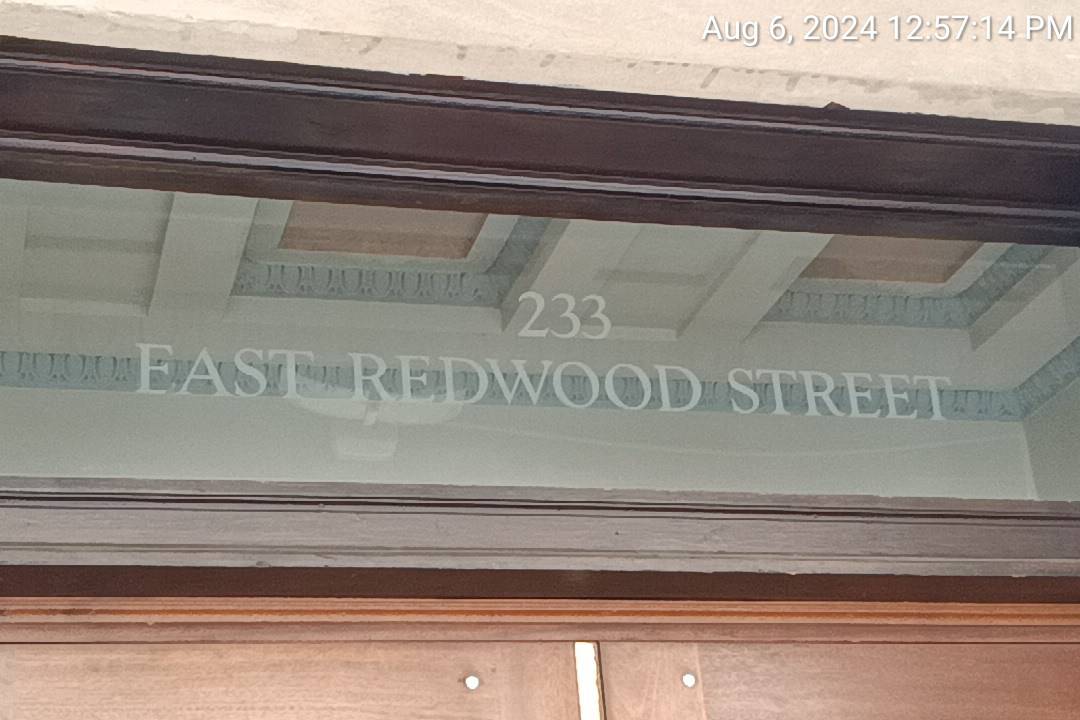 Aug 6, 2024 12:57:14 PM
233
EAST REDWOOD STREET